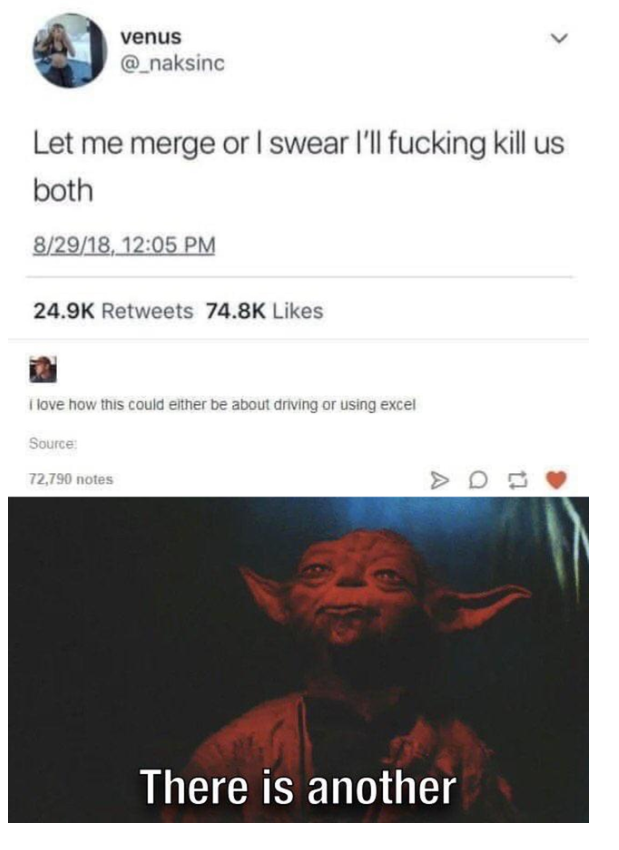 venus
@_naksinc
Let me merge or I swear I'll fucking kill us
both
8/29/18, 12:05 PM
24.9K Retweets 74.8K Likes
i love how this could either be about driving or using excel
Source:
72,790 notes
There is another